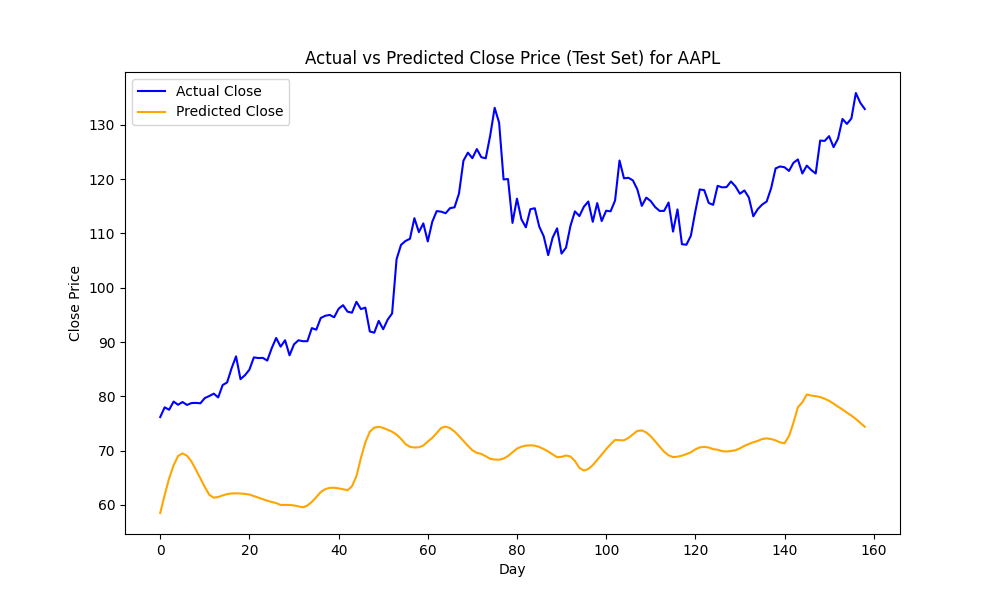 Actual vs Predicted Close Price (Test Set) for AAPL
Actual Close
Predicted Close
Close Price
130
120
110
100
90
80
70
60
0 20 40 60 80 100 120 140 160
Day